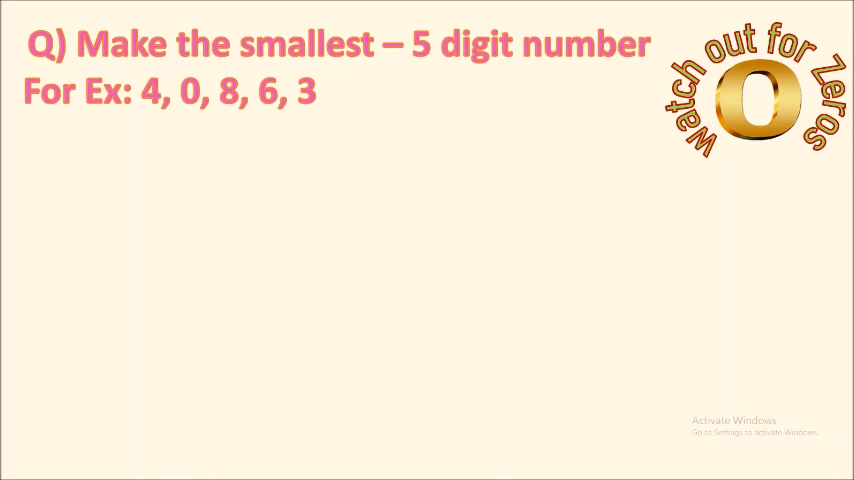 Q) Make the smallest – 5 digit number
For Ex: 4, 0, 8, 6, 3
watch out for Zeros
0
Activate Windows
Go to Settings to activate Windows.